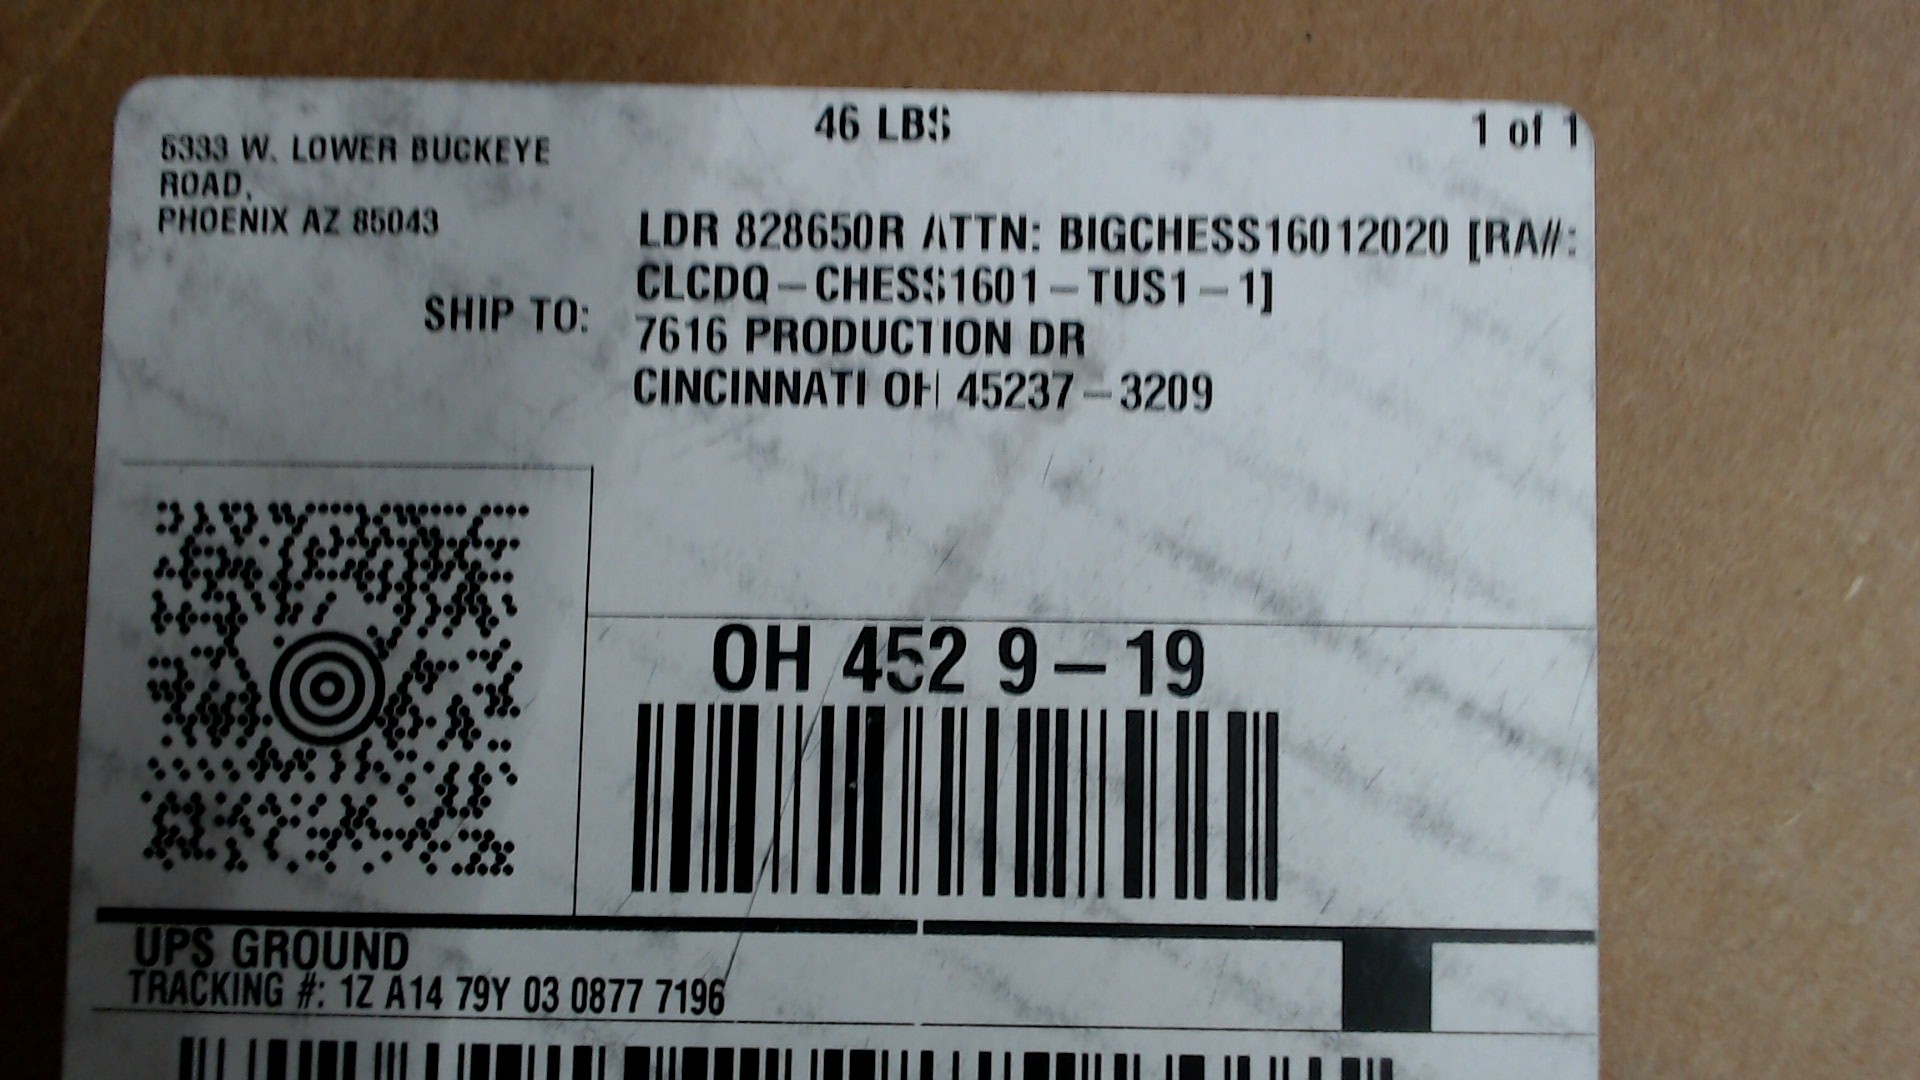 46 LBS
1 of 1
5333 W. LOWER BUCKEYE
ROAD,
PHOENIX AZ 85043
SHIP TO:
LDR 828650R ATTN: BIGCHESS16012020 [RA#:
CLCDQ-CHESS1601-TUS1-1]
7616 PRODUCTION DR
CINCINNATI OH 45237-3209
OH 452 9-19
UPS GROUND
TRACKING #: 1Z A14 79Y 03 0877 7196